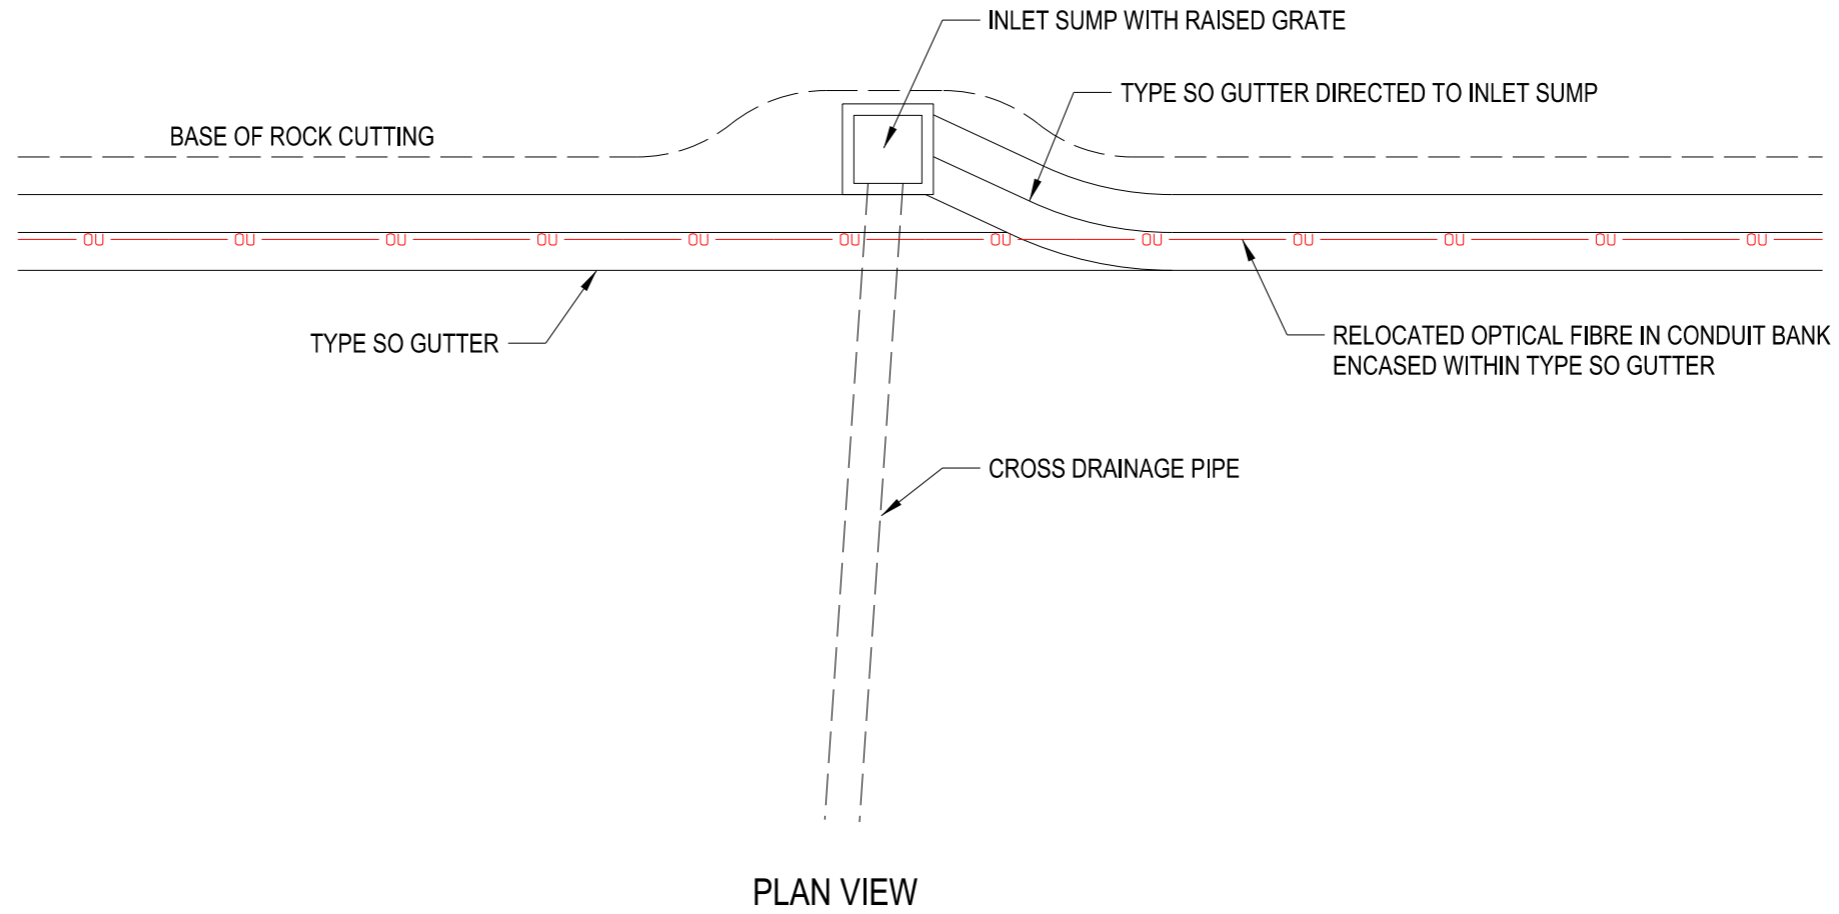 INLET SUMP WITH RAISED GRATE
TYPE SO GUTTER DIRECTED TO INLET SUMP
BASE OF ROCK CUTTING
OU OU OU OU OU OU OU OU OU OU OU OU
TYPE SO GUTTER
RELOCATED OPTICAL FIBRE IN CONDUIT BANK
ENCASED WITHIN TYPE SO GUTTER
CROSS DRAINAGE PIPE
PLAN VIEW